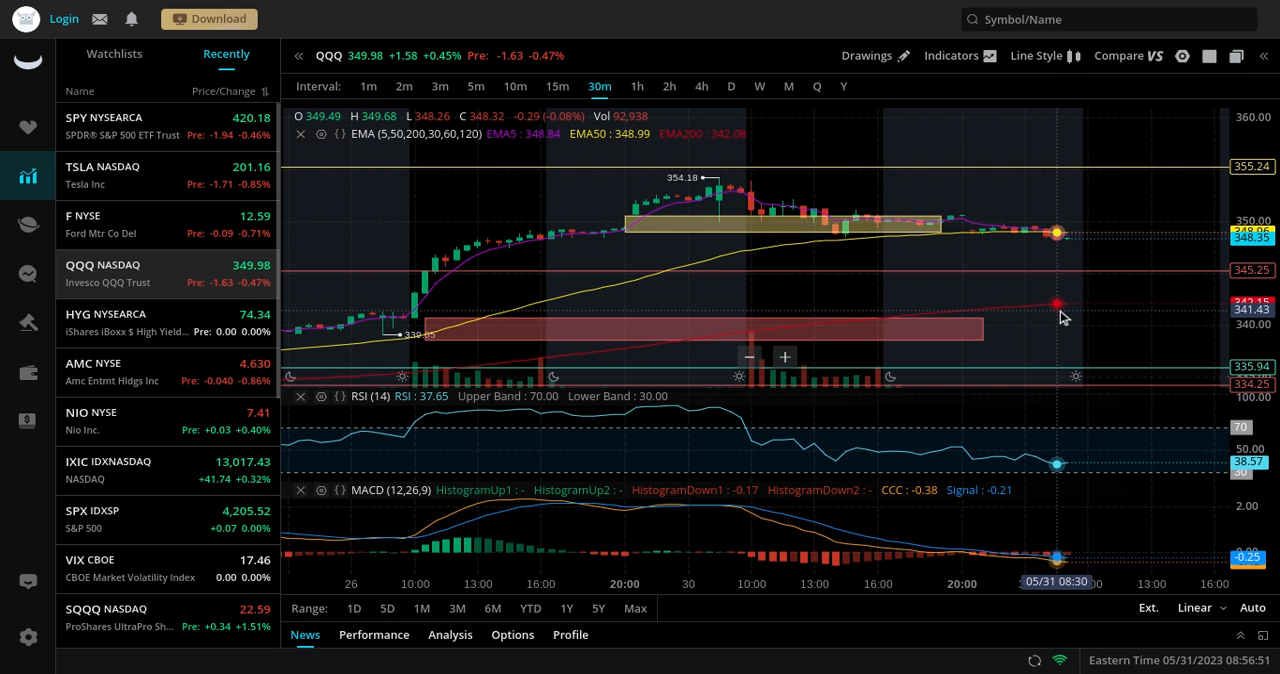 Login
Download
Symbol/Name
Watchlists
Recently
QQQ 349.98 +1.58 +0.45% Pre: -1.63 -0.47%
Drawings
Indicators
Line Style
Compare VS
Name
Price/Change
Interval: 1m 2m 3m 5m 10m 15m 30m 1h 2h 4h D W M Q Y
SPY NYSEARCA 420.18
SPDR® S&P 500 ETF Trust Pre: -1.94 -0.46%
TSLA NASDAQ 201.16
Tesla Inc Pre: -1.71 -0.85%
F NYSE 12.59
Ford Mtr Co Del Pre: -0.09 -0.71%
QQQ NASDAQ 349.98
Invesco QQQ Trust Pre: -1.63 -0.47%
HYG NYSEARCA 74.34
iShares iBoxx $ High Yield... Pre: 0.00 0.00%
AMC NYSE 4.630
Amc Entmt Hldgs Inc Pre: -0.040 -0.86%
NIO NYSE 7.41
Nio Inc. Pre: +0.03 +0.40%
IXIC IDXNASDAQ 13,017.43
NASDAQ +41.74 +0.32%
SPX IDXSP 4,205.52
S&P 500 +0.07 0.00%
VIX CBOE 17.46
CBOE Market Volatility Index 0.00 0.00%
SQQQ NASDAQ 22.59
ProShares UltraPro Sh... Pre: +0.34 +1.51%
O 349.49 H 349.68 L 348.26 C 348.32 -0.29 (-0.08%) Vol 92,938
EMA (5,50,200,30,60,120) EMA5 : 348.84 EMA50 : 348.99 EMA200 : 342.08
354.18
339.05
360.00
355.24
350.00
348.35
345.25
341.43
340.00
335.94
334.25
RSI (14) RSI : 37.65 Upper Band : 70.00 Lower Band : 30.00
100.00
70
50.00
38.57
30
MACD (12,26,9) HistogramUp1 : - HistogramUp2 : - HistogramDown1 : -0.17 HistogramDown2 : - CCC : -0.38 Signal : -0.21
2.00
-0.25
26 10:00 13:00 16:00 20:00 30 10:00 13:00 16:00 20:00 05/31 08:30 13:00 16:00
Range: 1D 5D 1M 3M 6M YTD 1Y 5Y Max
Ext. Linear Auto
News Performance Analysis Options Profile
Eastern Time 05/31/2023 08:56:51